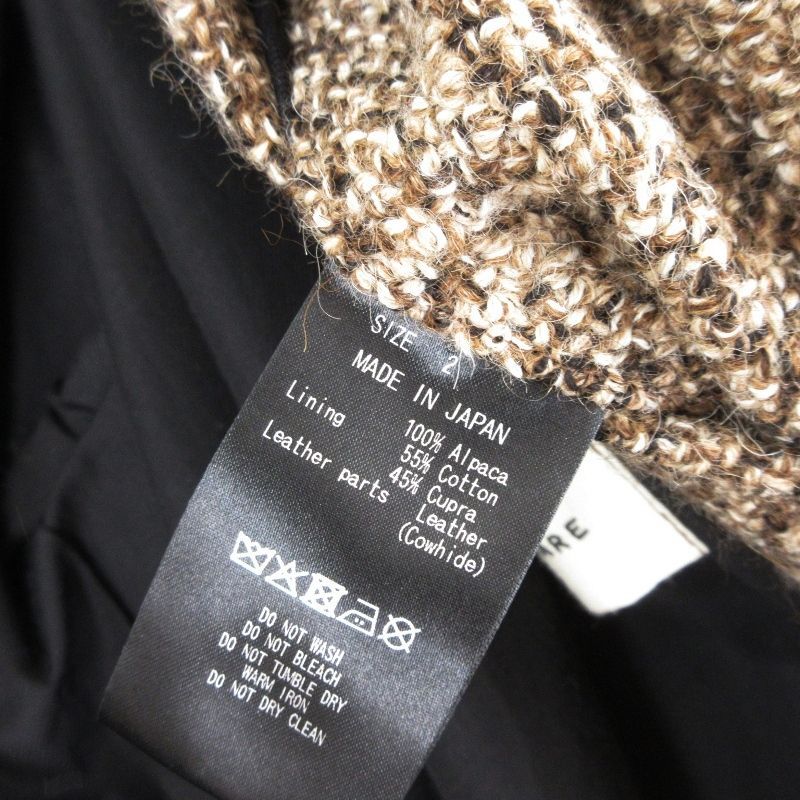 SIZE 2
MADE IN JAPAN
100% Alpaca
Lining 55% Cotton
45% Cupra
Leather parts Leather
(Cowhide)
DO NOT WASH
DO NOT BLEACH
DO NOT TUMBLE DRY
WARM IRON
DO NOT DRY CLEAN